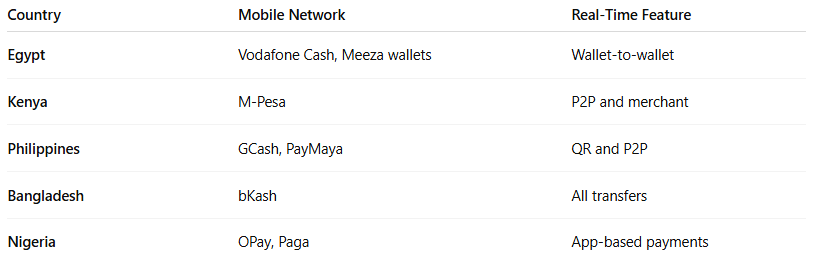 Country Mobile Network Real-Time Feature
Egypt Vodafone Cash, Meeza wallets Wallet-to-wallet
Kenya M-Pesa P2P and merchant
Philippines GCash, PayMaya QR and P2P
Bangladesh bKash All transfers
Nigeria OPay, Paga App-based payments